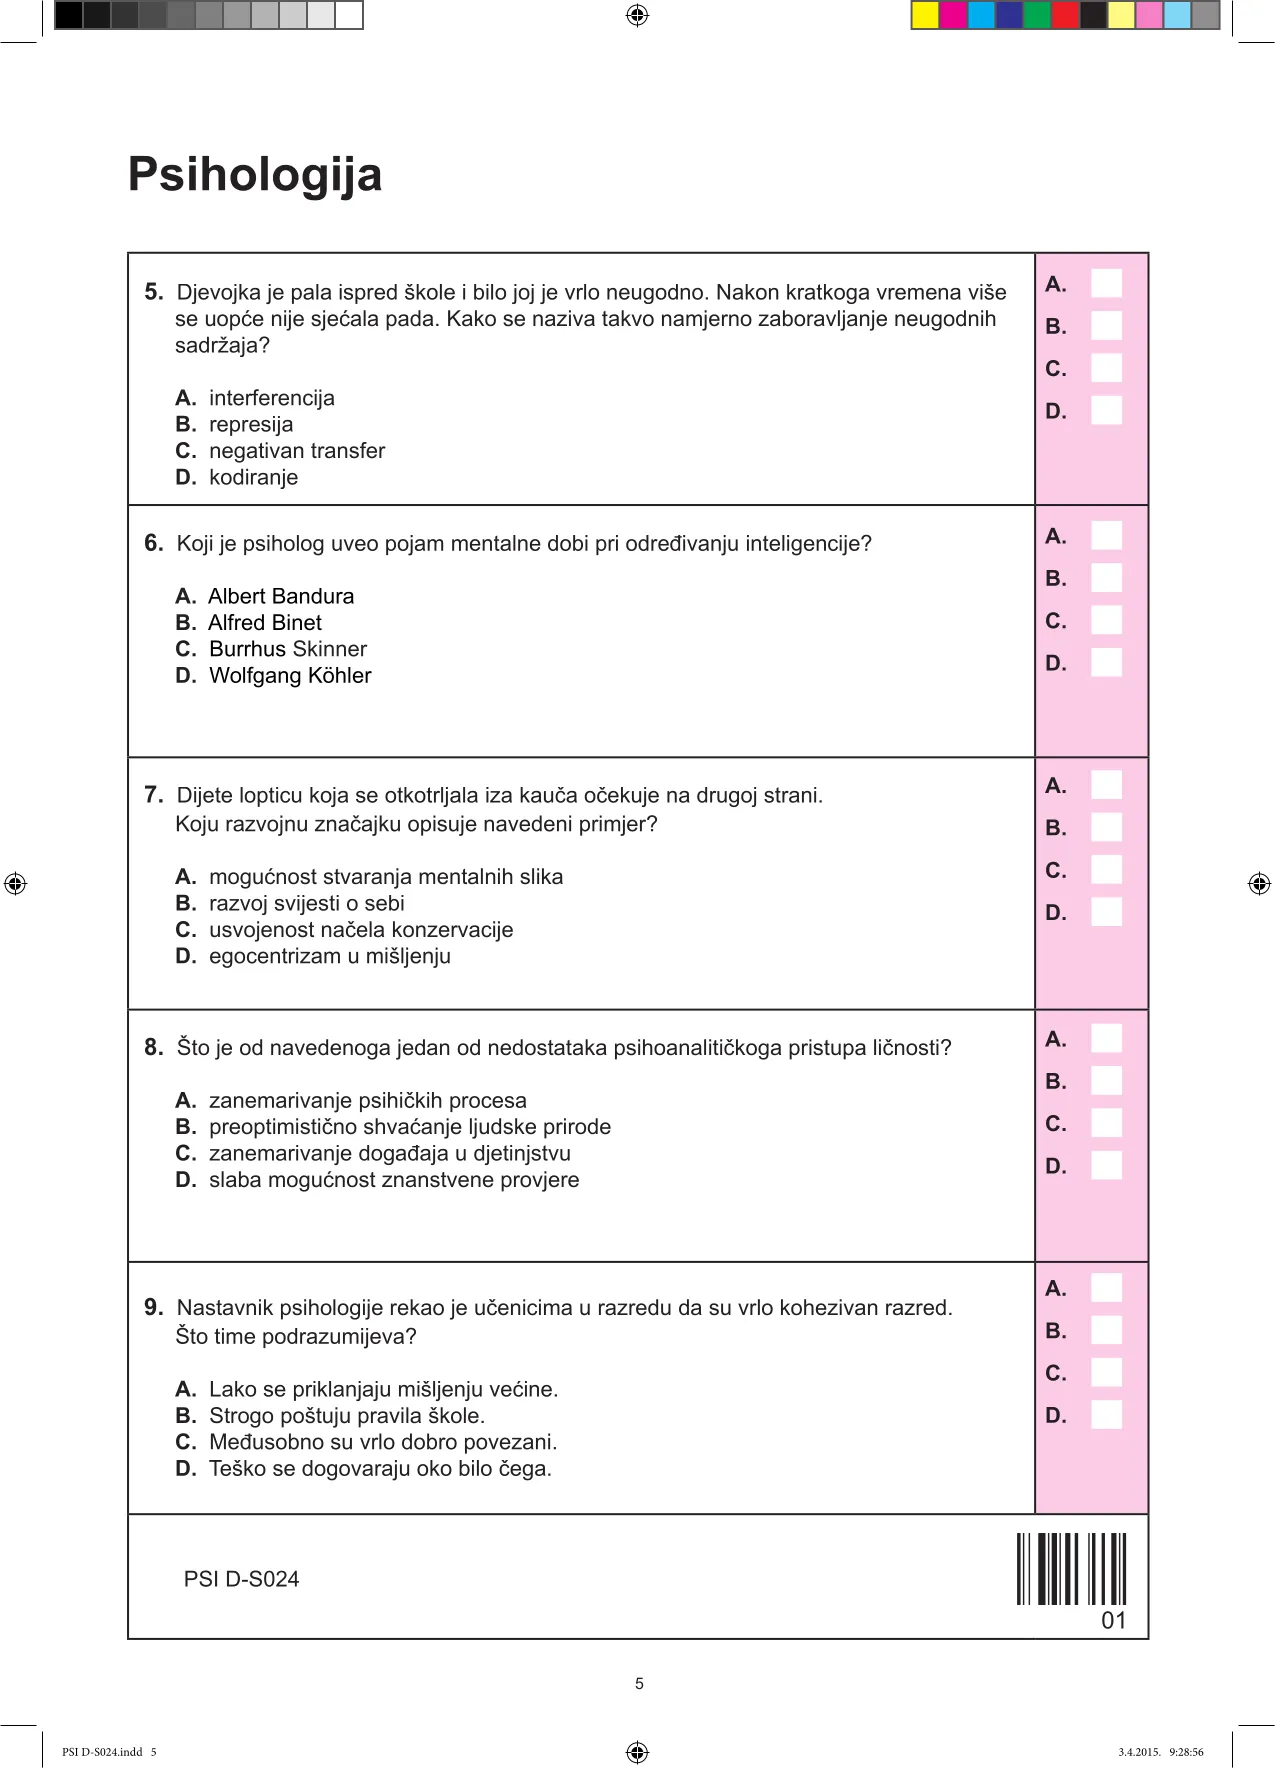 Psihologija
5. Djevojka je pala ispred škole i bilo joj je vrlo neugodno. Nakon kratkoga vremena više
se uopće nije sjećala pada. Kako se naziva takvo namjerno zaboravljanje neugodnih
sadržaja?
A. interferencija
B. represija
C. negativan transfer
D. kodiranje
A.
B.
C.
D.
6. Koji je psiholog uveo pojam mentalne dobi pri određivanju inteligencije?
A. Albert Bandura
B. Alfred Binet
C. Burrhus Skinner
D. Wolfgang Köhler
A.
B.
C.
D.
7. Dijete lopticu koja se otkotrljala iza kauča očekuje na drugoj strani.
Koju razvojnu značajku opisuje navedeni primjer?
A. mogućnost stvaranja mentalnih slika
B. razvoj svijesti o sebi
C. usvojenost načela konzervacije
D. egocentrizam u mišljenju
A.
B.
C.
D.
8. Što je od navedenoga jedan od nedostataka psihoanalitičkoga pristupa ličnosti?
A. zanemarivanje psihičkih procesa
B. preoptimistično shvaćanje ljudske prirode
C. zanemarivanje događaja u djetinjstvu
D. slaba mogućnost znanstvene provjere
A.
B.
C.
D.
9. Nastavnik psihologije rekao je učenicima u razredu da su vrlo kohezivan razred.
Što time podrazumijeva?
A. Lako se priklanjaju mišljenju većine.
B. Strogo poštuju pravila škole.
C. Međusobno su vrlo dobro povezani.
D. Teško se dogovaraju oko bilo čega.
A.
B.
C.
D.
PSI D-S024
01
5
PSI D-S024.indd 5
3.4.2015. 9:28:56